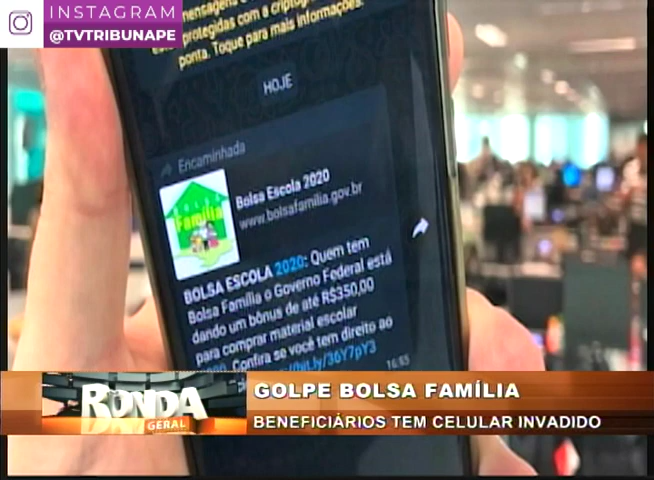 INSTAGRAM
@TVTRIBUNAPE
mensagens
protegidas com a criptogr
ponta. Toque para mais informações.
HOJE
Encaminhada
Bolsa Escola 2020
www.bolsafamilia.gov.br
BOLSA
Família
BOLSA ESCOLA 2020: Quem tem
Bolsa Família o Governo Federal está
dando um bônus de até R$350,00
para comprar material escolar
Confira se você tem direito ao
16:55
RONDA
GERAL
GOLPE BOLSA FAMÍLIA
BENEFICIÁRIOS TEM CELULAR INVADIDO